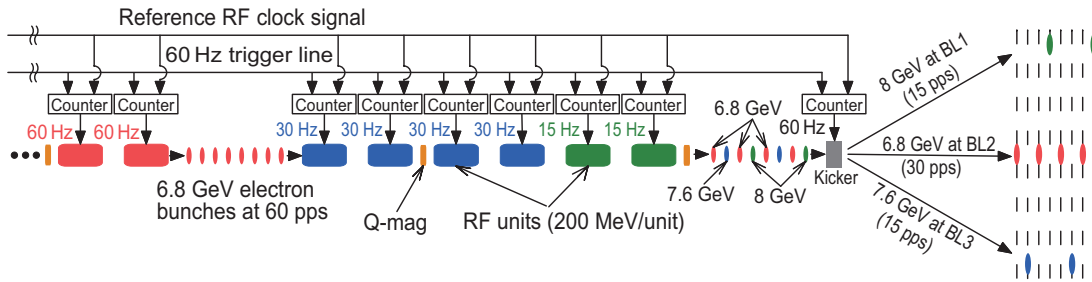 Reference RF clock signal
60 Hz trigger line
Counter
Counter
Counter
Counter
Counter
Counter
Counter
Counter
Counter
60 Hz
60 Hz
30 Hz
30 Hz
30 Hz
30 Hz
15 Hz
15 Hz
60 Hz
6.8 GeV
7.6 GeV
8 GeV
Kicker
6.8 GeV electron
bunches at 60 pps
Q-mag
RF units (200 MeV/unit)
8 GeV at BL1
(15 pps)
6.8 GeV at BL2
(30 pps)
7.6 GeV at BL3
(15 pps)